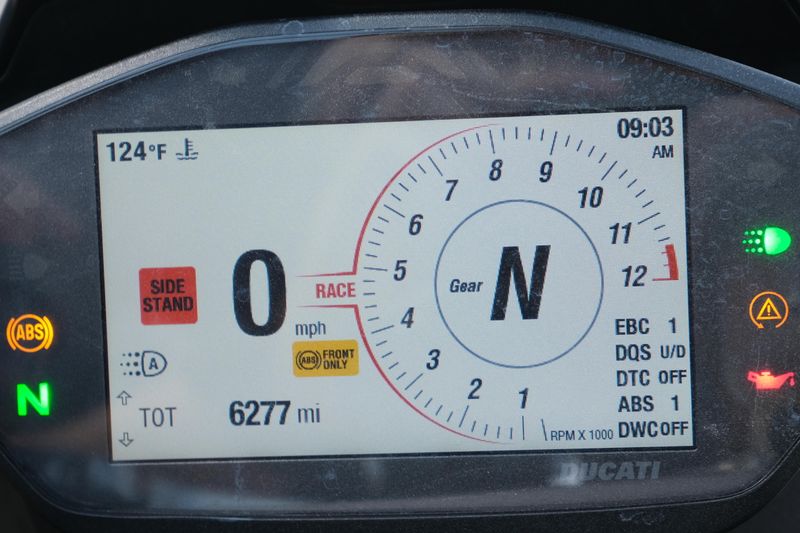 124°F
09:03
AM
8
9
7
10
6
11
5
12
SIDE
STAND
0
RACE
Gear
N
mph
4
ABS
FRONT
ONLY
3
ABS
A
N
2
1
TOT
6277 mi
RPM X 1000
EBC 1
DQS U/D
DTC OFF
ABS 1
DWC OFF
DUCATI